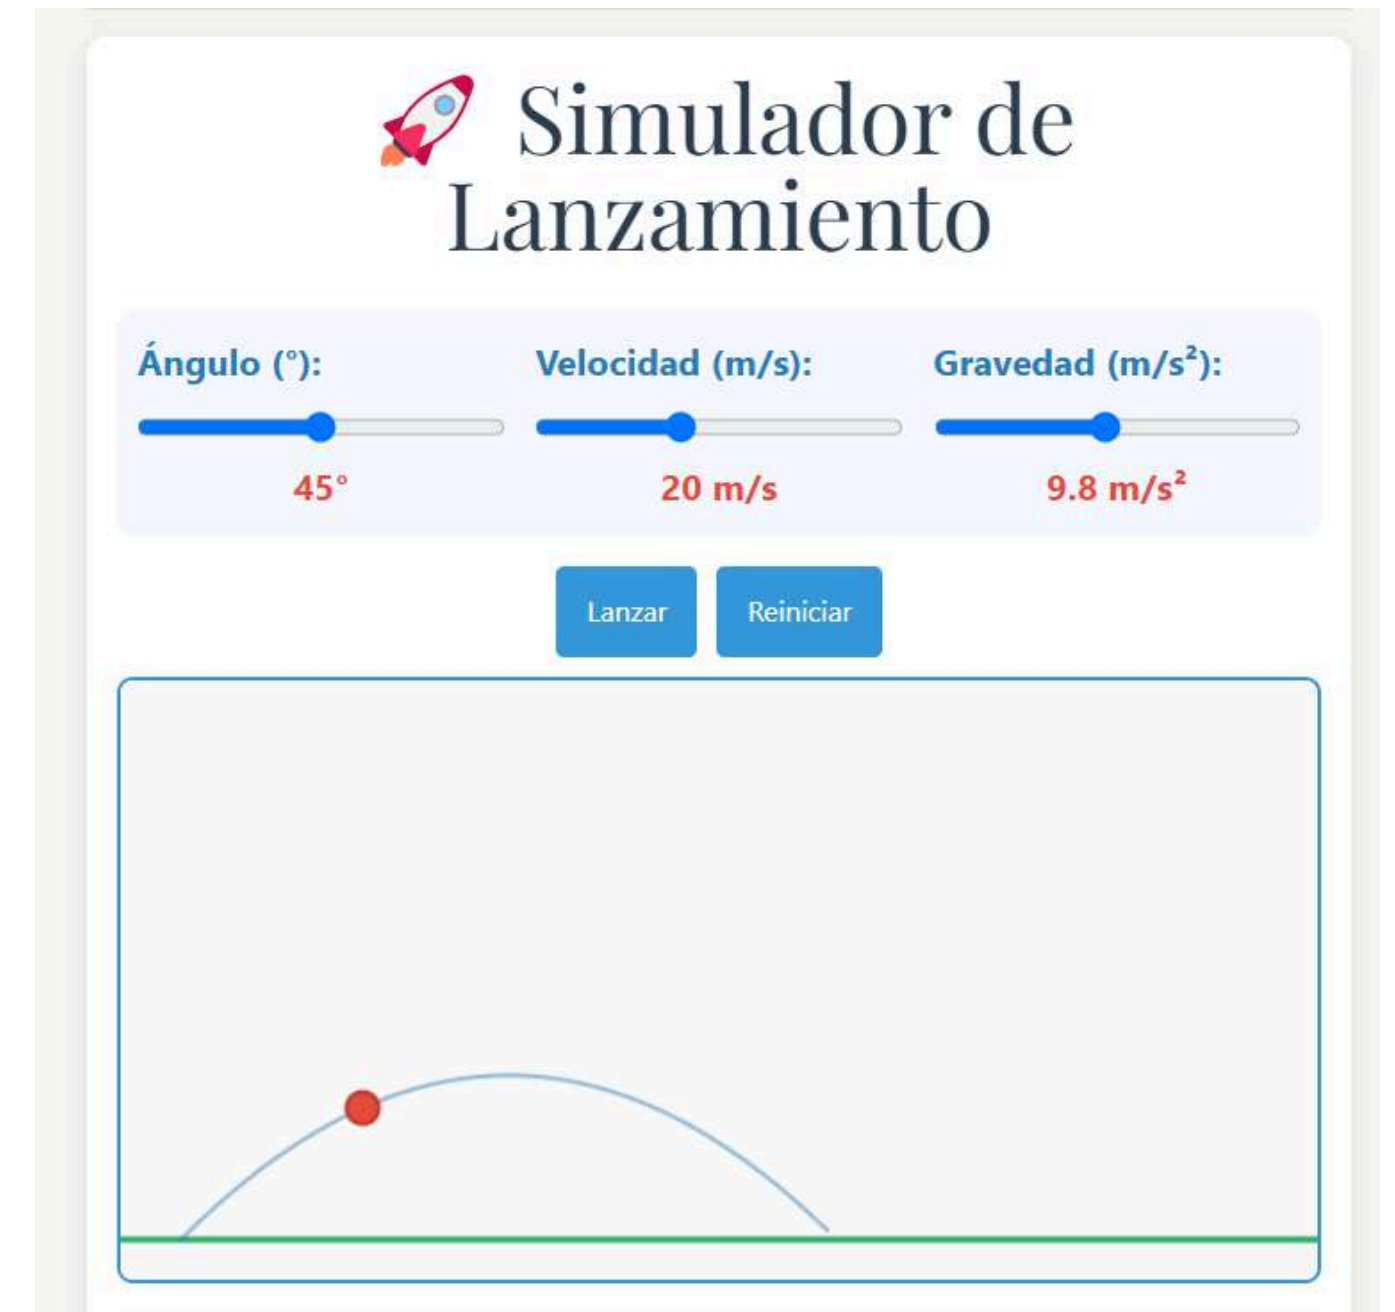 🚀 Simulador de
Lanzamiento
Ángulo (°): Velocidad (m/s): Gravedad (m/s²):
45° 20 m/s 9.8 m/s²
Lanzar Reiniciar